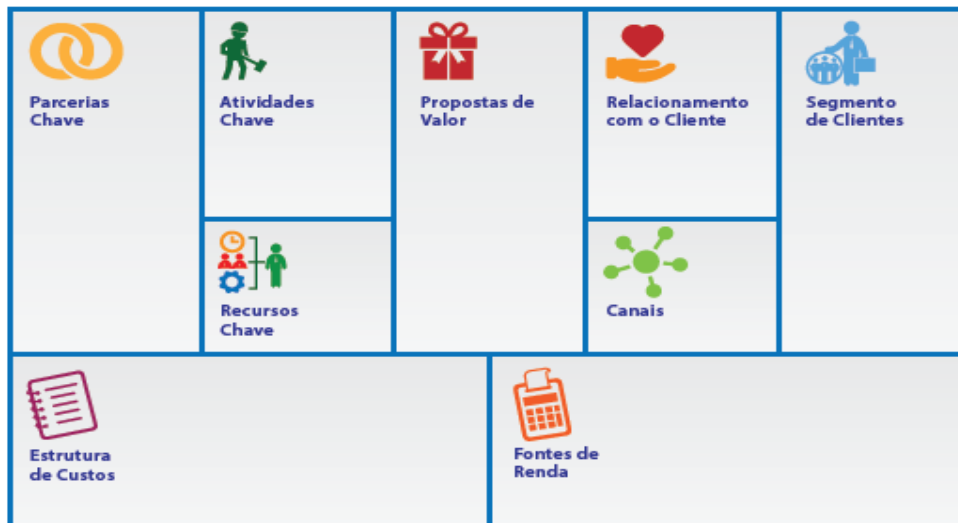 Parcerias
Chave
Atividades
Chave
Propostas de
Valor
Relacionamento
com o Cliente
Segmento
de Clientes
Recursos
Chave
Canais
Estrutura
de Custos
Fontes de
Renda